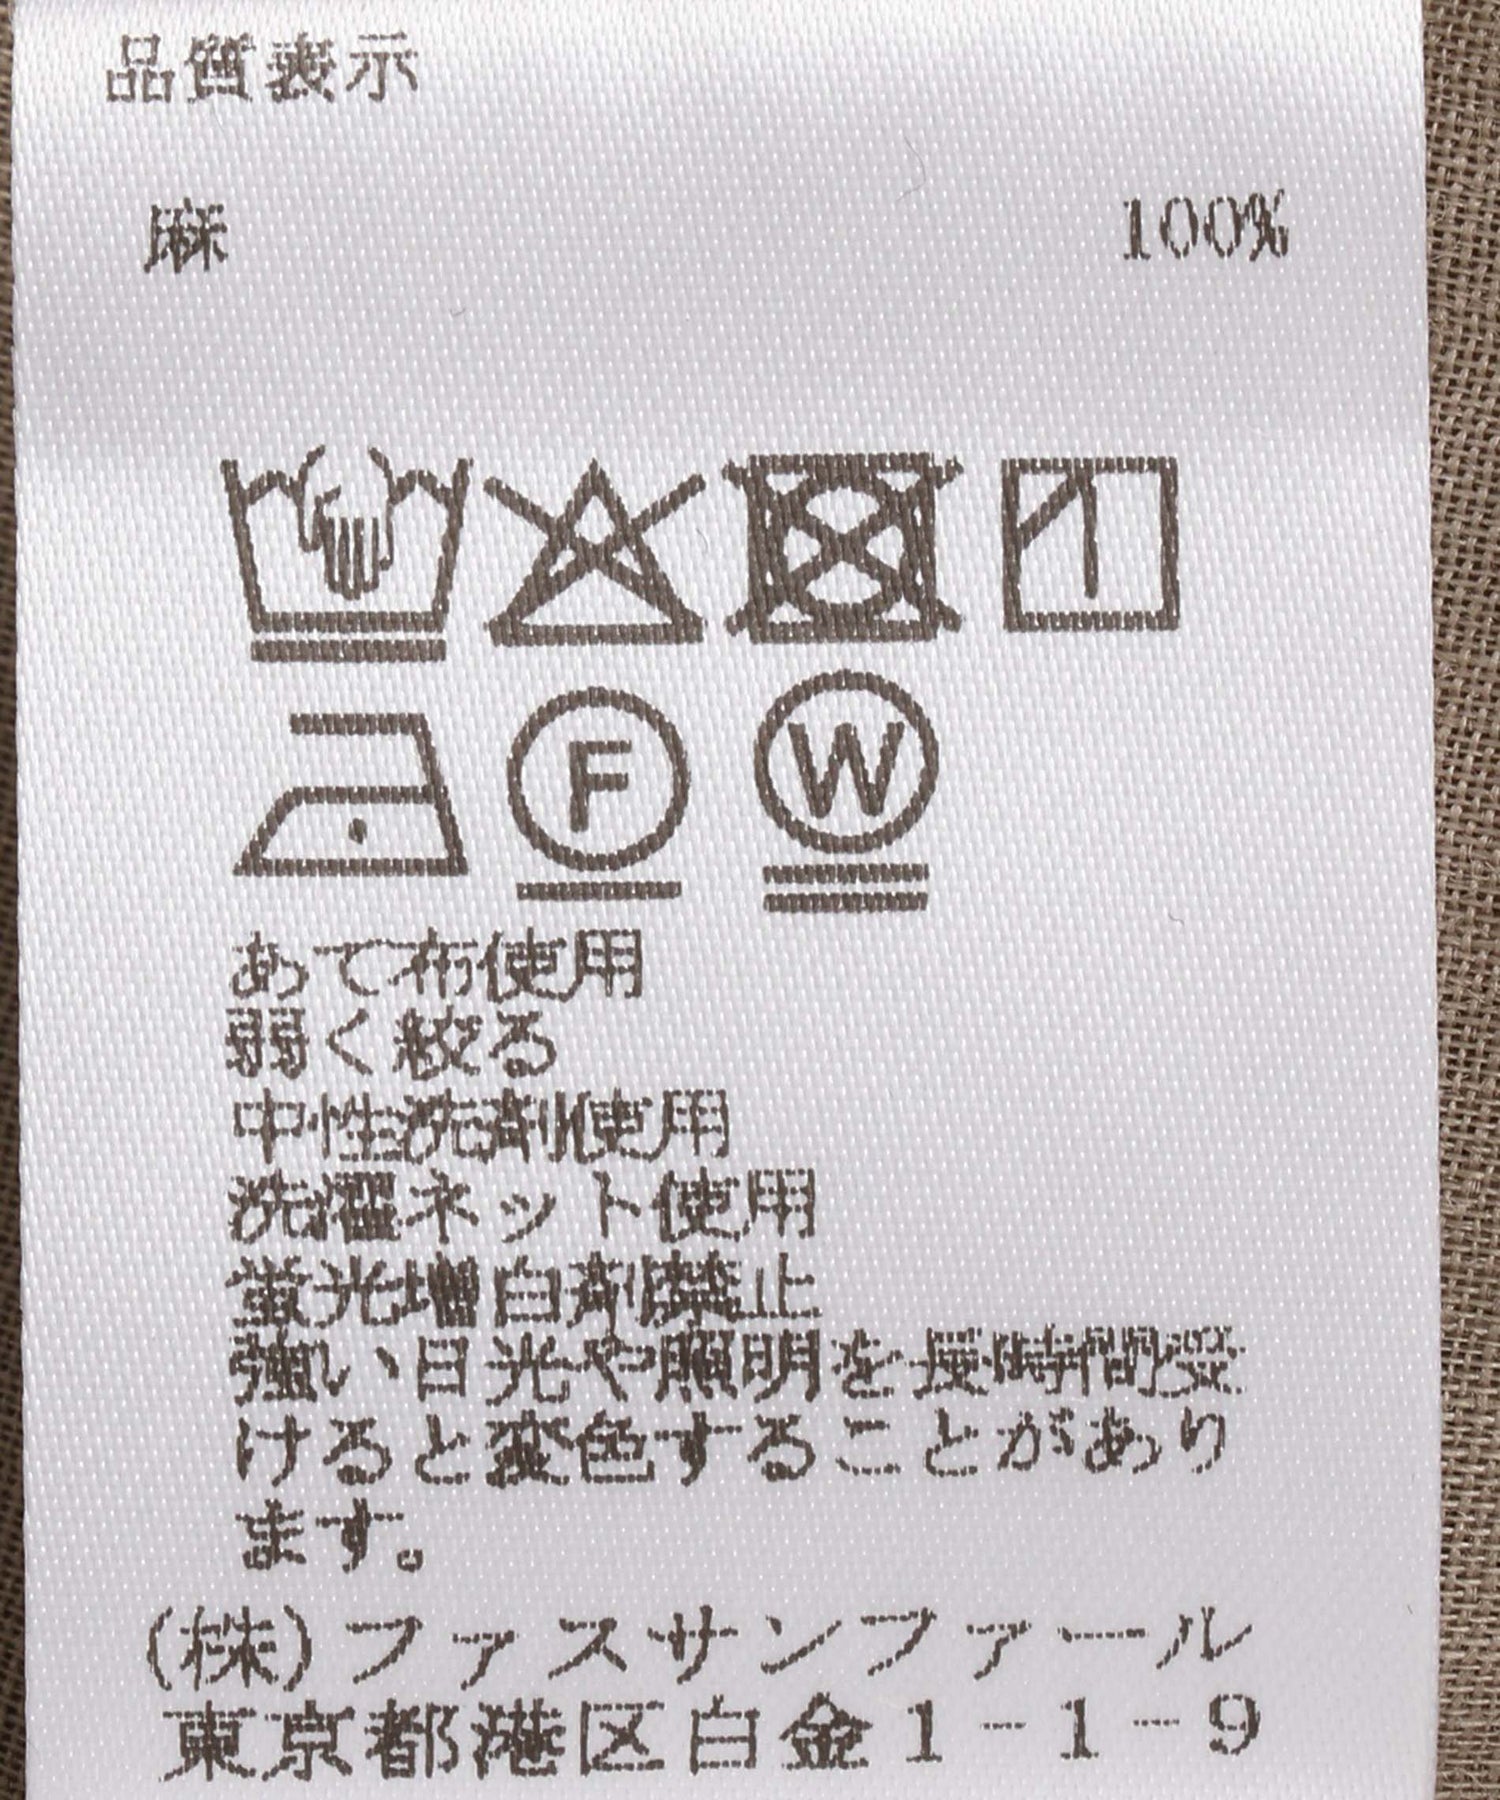 品質表示
麻 100%
F W
あて布使用
弱く絞る
中性洗剤使用
洗濯ネット使用
蛍光増白剤禁止
強い日光や照明を長時間受
けると変色することがあり
ます。
(株)ファスサンファール
東京都港区白金1-1-9